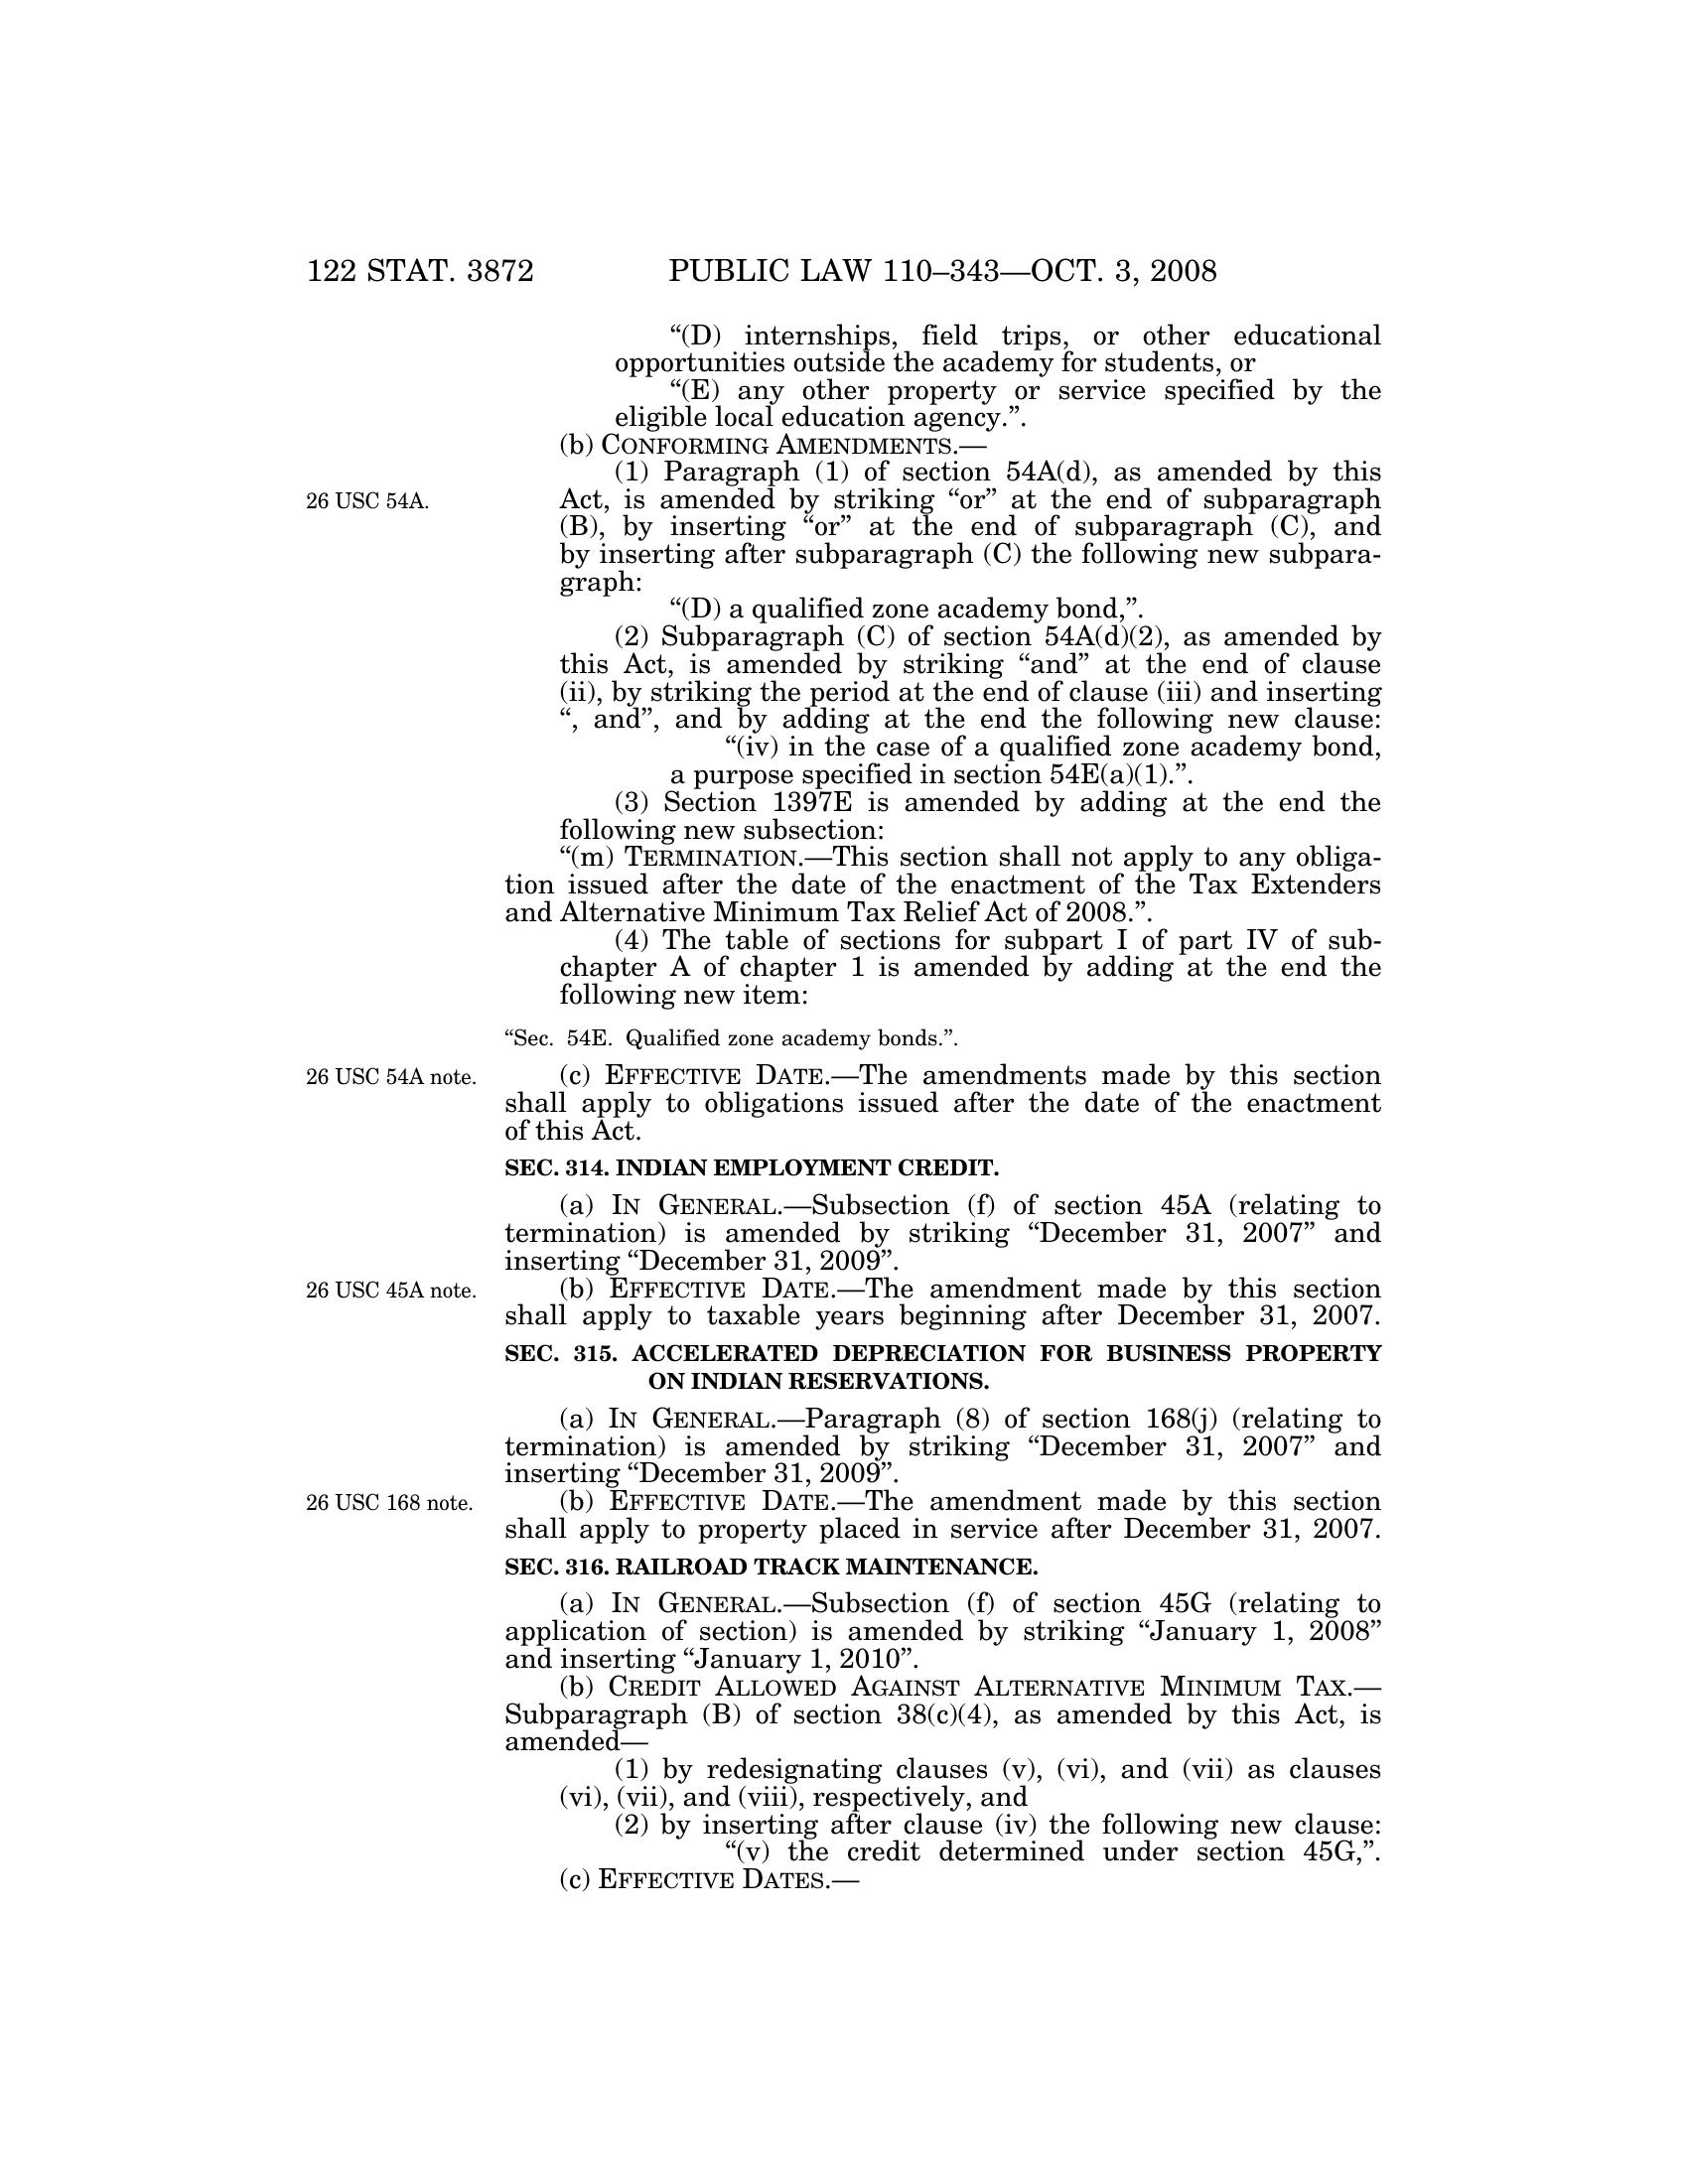 122 STAT. 3872 PUBLIC LAW 110–343—OCT. 3, 2008
“(D) internships, field trips, or other educational
opportunities outside the academy for students, or
“(E) any other property or service specified by the
eligible local education agency.”.
(b) CONFORMING AMENDMENTS.—
(1) Paragraph (1) of section 54A(d), as amended by this
26 USC 54A.
Act, is amended by striking “or” at the end of subparagraph
(B), by inserting “or” at the end of subparagraph (C), and
by inserting after subparagraph (C) the following new subpara-
graph:
“(D) a qualified zone academy bond,”.
(2) Subparagraph (C) of section 54A(d)(2), as amended by
this Act, is amended by striking “and” at the end of clause
(ii), by striking the period at the end of clause (iii) and inserting
“, and”, and by adding at the end the following new clause:
“(iv) in the case of a qualified zone academy bond,
a purpose specified in section 54E(a)(1).”.
(3) Section 1397E is amended by adding at the end the
following new subsection:
“(m) TERMINATION.—This section shall not apply to any obliga-
tion issued after the date of the enactment of the Tax Extenders
and Alternative Minimum Tax Relief Act of 2008.”.
(4) The table of sections for subpart I of part IV of sub-
chapter A of chapter 1 is amended by adding at the end the
following new item:
“Sec. 54E. Qualified zone academy bonds.”.
26 USC 54A note.
(c) EFFECTIVE DATE.—The amendments made by this section
shall apply to obligations issued after the date of the enactment
of this Act.
SEC. 314. INDIAN EMPLOYMENT CREDIT.
(a) IN GENERAL.—Subsection (f) of section 45A (relating to
termination) is amended by striking “December 31, 2007” and
inserting “December 31, 2009”.
26 USC 45A note.
(b) EFFECTIVE DATE.—The amendment made by this section
shall apply to taxable years beginning after December 31, 2007.
SEC. 315. ACCELERATED DEPRECIATION FOR BUSINESS PROPERTY
ON INDIAN RESERVATIONS.
(a) IN GENERAL.—Paragraph (8) of section 168(j) (relating to
termination) is amended by striking “December 31, 2007” and
inserting “December 31, 2009”.
26 USC 168 note.
(b) EFFECTIVE DATE.—The amendment made by this section
shall apply to property placed in service after December 31, 2007.
SEC. 316. RAILROAD TRACK MAINTENANCE.
(a) IN GENERAL.—Subsection (f) of section 45G (relating to
application of section) is amended by striking “January 1, 2008”
and inserting “January 1, 2010”.
(b) CREDIT ALLOWED AGAINST ALTERNATIVE MINIMUM TAX.—
Subparagraph (B) of section 38(c)(4), as amended by this Act, is
amended—
(1) by redesignating clauses (v), (vi), and (vii) as clauses
(vi), (vii), and (viii), respectively, and
(2) by inserting after clause (iv) the following new clause:
“(v) the credit determined under section 45G,”.
(c) EFFECTIVE DATES.—